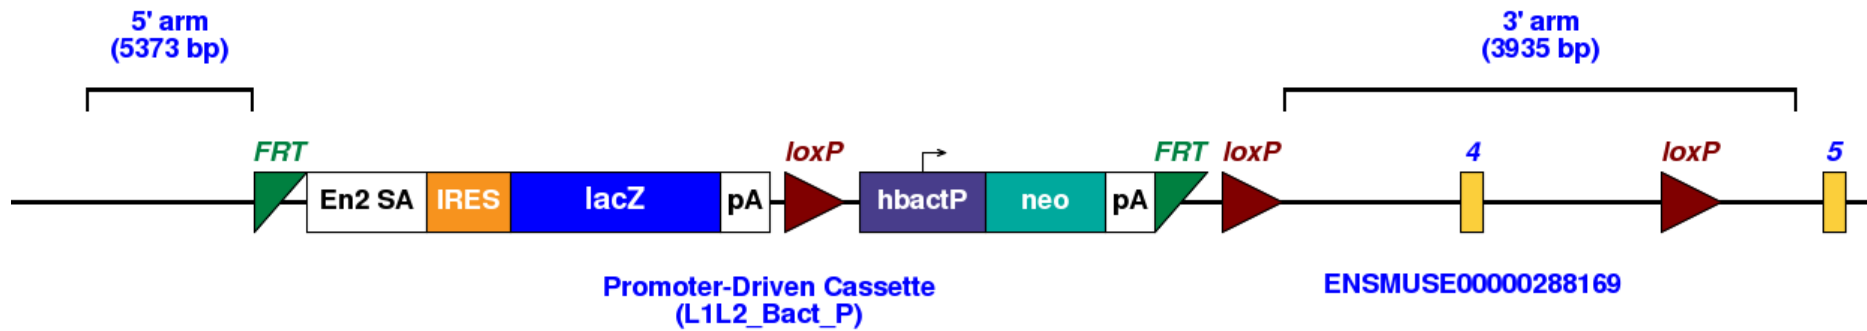 5' arm
(5373 bp)
3' arm
(3935 bp)
FRT
loxP
FRT
loxP
4
loxP
5
En2 SA
IRES
lacZ
pA
hbactP
neo
pA
Promoter-Driven Cassette
(L1L2_Bact_P)
ENSMUSE00000288169